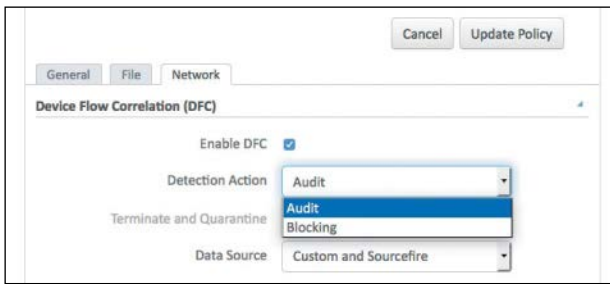 Cancel Update Policy
General File Network
Device Flow Correlation (DFC)
Enable DFC
Detection Action Audit
Audit
Terminate and Quarantine
Blocking
Data Source Custom and Sourcefire